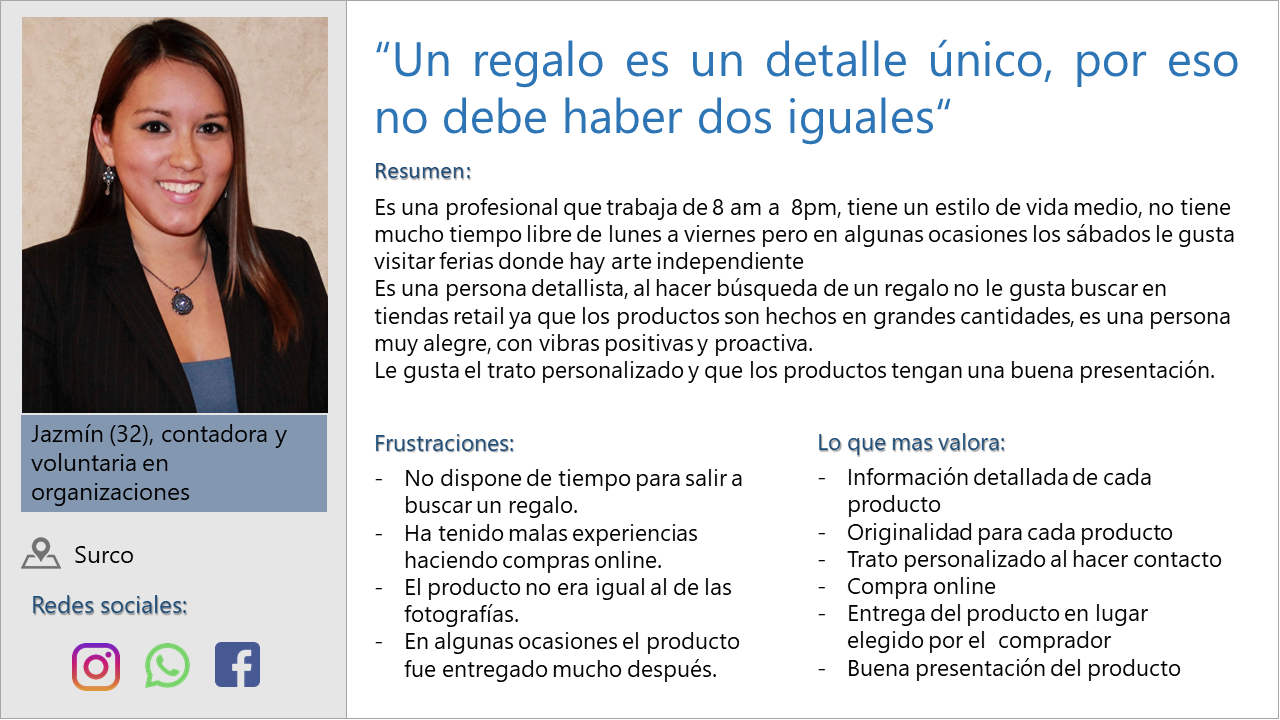 “Un regalo es un detalle único, por eso
no debe haber dos iguales“
Resumen:
Es una profesional que trabaja de 8 am a 8pm, tiene un estilo de vida medio, no tiene
mucho tiempo libre de lunes a viernes pero en algunas ocasiones los sábados le gusta
visitar ferias donde hay arte independiente
Es una persona detallista, al hacer búsqueda de un regalo no le gusta buscar en
tiendas retail ya que los productos son hechos en grandes cantidades, es una persona
muy alegre, con vibras positivas y proactiva.
Le gusta el trato personalizado y que los productos tengan una buena presentación.
Jazmín (32), contadora y
voluntaria en
organizaciones
Surco
Redes sociales:
Frustraciones:
- No dispone de tiempo para salir a
buscar un regalo.
- Ha tenido malas experiencias
haciendo compras online.
- El producto no era igual al de las
fotografías.
- En algunas ocasiones el producto
fue entregado mucho después.
Lo que mas valora:
- Información detallada de cada
producto
- Originalidad para cada producto
- Trato personalizado al hacer contacto
- Compra online
- Entrega del producto en lugar
elegido por el comprador
- Buena presentación del producto